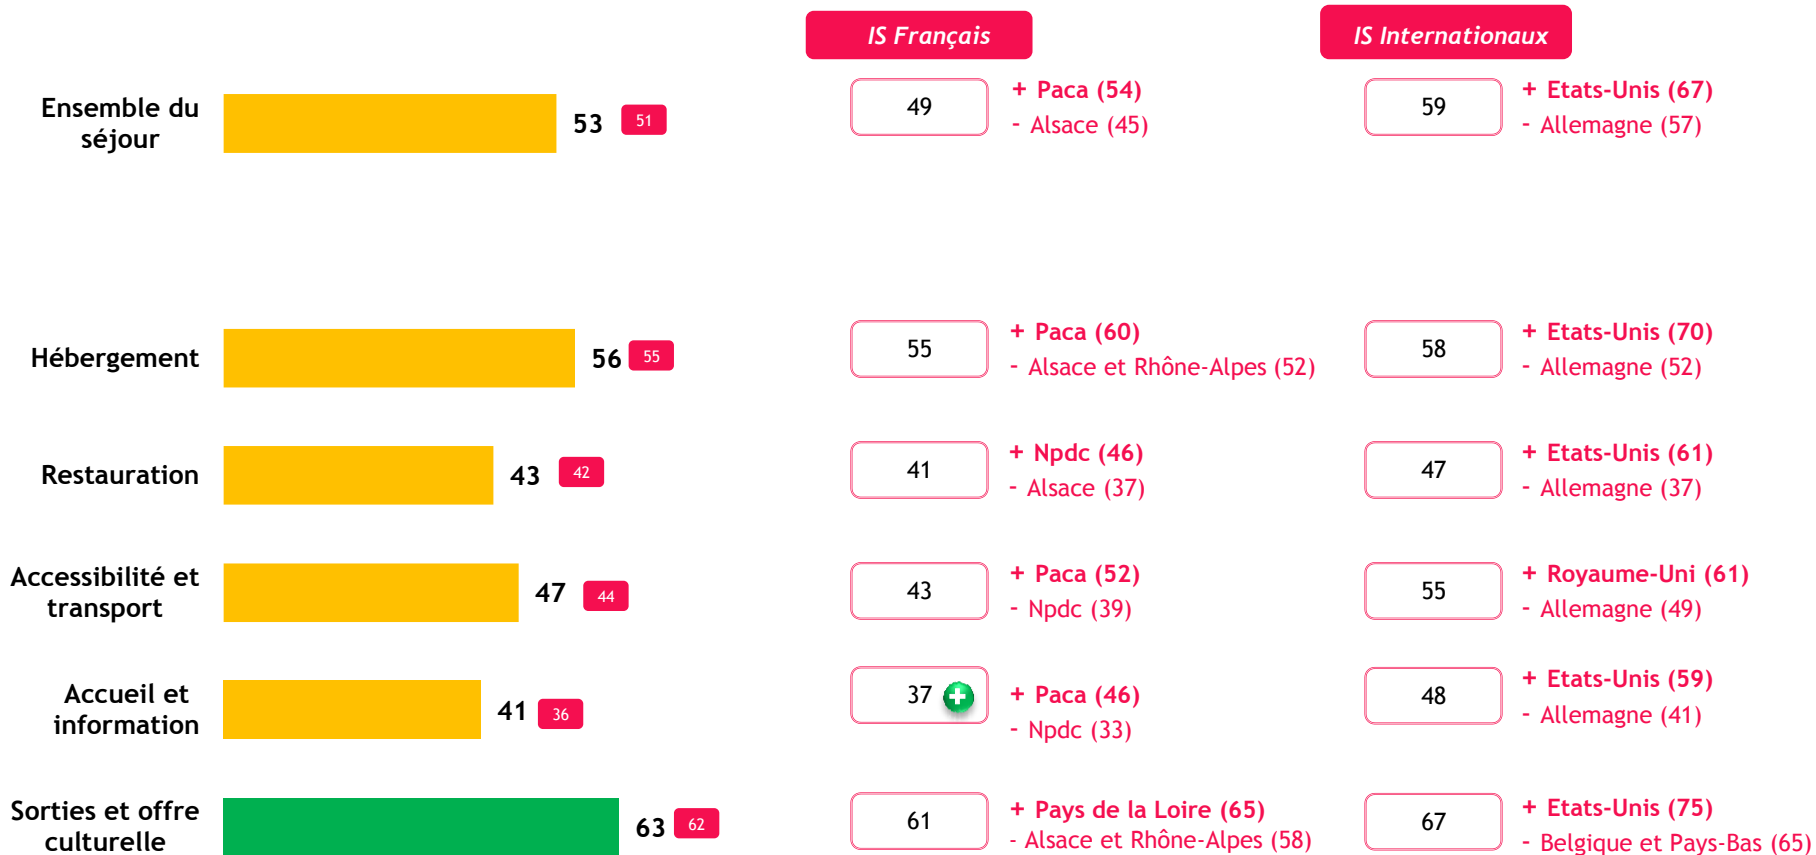 IS Français
IS Internationaux
Ensemble du
séjour
53
51
49
+ Paca (54)
- Alsace (45)
59
+ Etats-Unis (67)
- Allemagne (57)
Hébergement
56
55
55
+ Paca (60)
- Alsace et Rhône-Alpes (52)
58
+ Etats-Unis (70)
- Allemagne (52)
Restauration
43
42
41
+ Npdc (46)
- Alsace (37)
47
+ Etats-Unis (61)
- Allemagne (37)
Accessibilité et
transport
47
44
43
+ Paca (52)
- Npdc (39)
55
+ Royaume-Uni (61)
- Allemagne (49)
Accueil et
information
41
36
37
+ Paca (46)
- Npdc (33)
48
+ Etats-Unis (59)
- Allemagne (41)
Sorties et offre
culturelle
63
62
61
+ Pays de la Loire (65)
- Alsace et Rhône-Alpes (58)
67
+ Etats-Unis (75)
- Belgique et Pays-Bas (65)